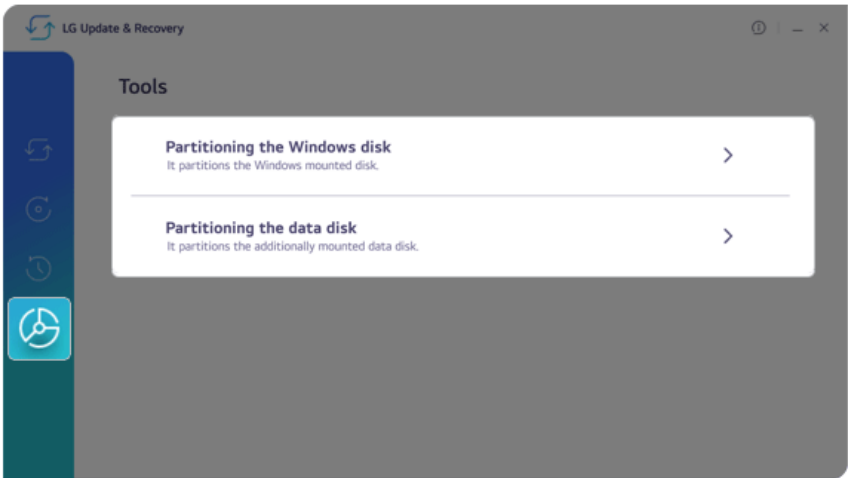 LG Update & Recovery
Tools
Partitioning the Windows disk
It partitions the Windows mounted disk.
Partitioning the data disk
It partitions the additionally mounted data disk.